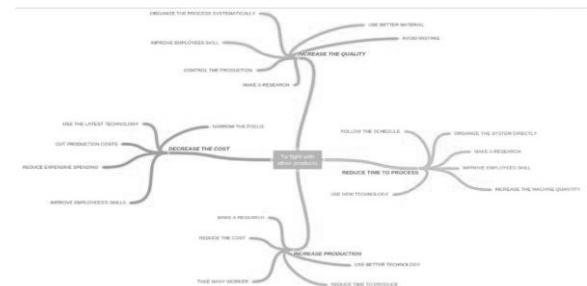 ORGANIZE THE PROCESS SYSTEMATICALLY
USE BETTER MATERIAL
AVOID WASTING
IMPROVE EMPLOYEES SKILL
INCREASE THE QUALITY
CONTROL THE PRODUCTION
MAKE A RESEARCH
USE THE LATEST TECHNOLOGY
NARROW THE FOCUS
CUT PRODUCTION COSTS
DECREASE THE COST
REDUCE EXPENSIVE SPENDING
IMPROVE EMPLOYEES SKILLS
To fight with
other products
FOLLOW THE SCHEDULE
ORGANIZE THE SYSTEM DIRECTLY
MAKE A RESEARCH
REDUCE TIME TO PROCESS
IMPROVE EMPLOYEES SKILL
USE NEW TECHNOLOGY
INCREASE THE MACHINE QUANTITY
MAKE A RESEARCH
REDUCE THE COST
INCREASE PRODUCTION
USE BETTER TECHNOLOGY
TAKE MANY WORKER
REDUCE TIME TO PRODUCE